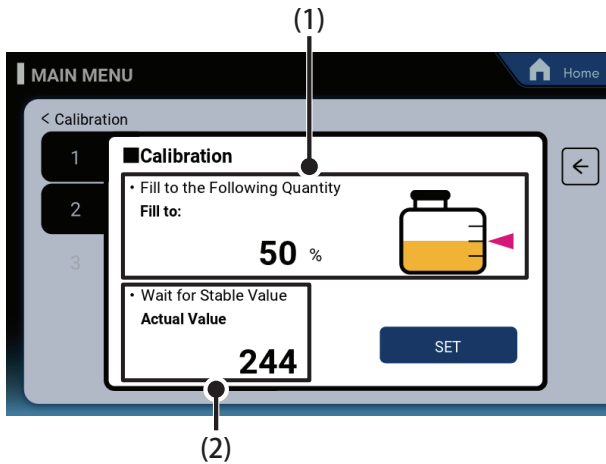 (1)
MAIN MENU
Home
< Calibration
1
2
3
■Calibration
• Fill to the Following Quantity
Fill to:
50 %
• Wait for Stable Value
Actual Value
244
SET
(2)